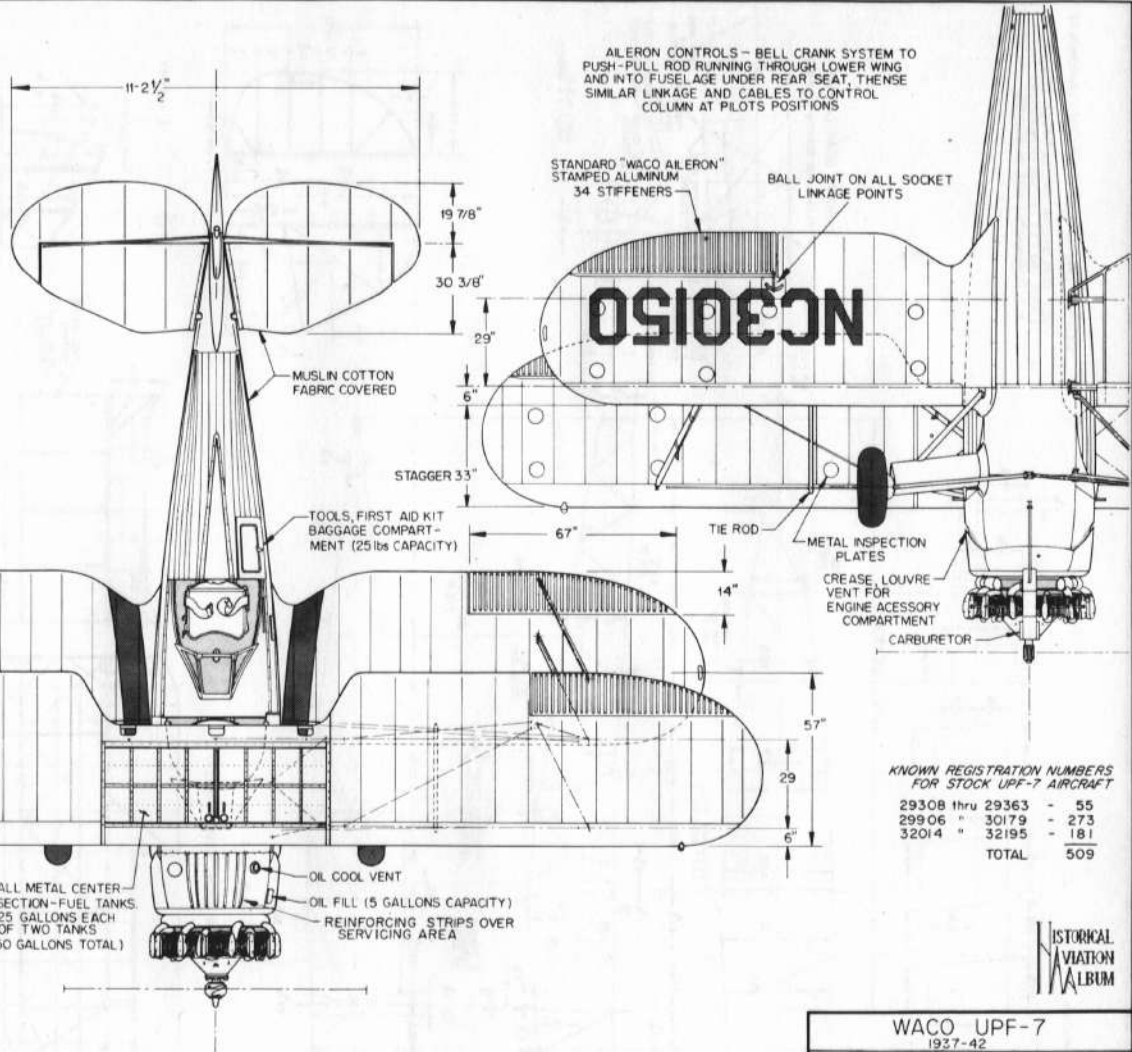 11-2½"
19 7/8"
30 3/8"
MUSLIN COTTON
FABRIC COVERED
TOOLS, FIRST AID KIT
BAGGAGE COMPART-
MENT (25 lbs CAPACITY)
AILERON CONTROLS - BELL CRANK SYSTEM TO
PUSH-PULL ROD RUNNING THROUGH LOWER WING
AND INTO FUSELAGE UNDER REAR SEAT, THENSE
SIMILAR LINKAGE AND CABLES TO CONTROL
COLUMN AT PILOTS POSITIONS
STANDARD "WACO AILERON"
STAMPED ALUMINUM
34 STIFFENERS
BALL JOINT ON ALL SOCKET
LINKAGE POINTS
NC30150
29"
6"
STAGGER 33"
TIE ROD
METAL INSPECTION
PLATES
CREASE, LOUVRE
VENT FOR
ENGINE ACESSORY
COMPARTMENT
CARBURETOR
67"
14"
57"
29
6"
ALL METAL CENTER
SECTION-FUEL TANKS.
25 GALLONS EACH
OF TWO TANKS
50 GALLONS TOTAL)
OIL COOL VENT
OIL FILL (5 GALLONS CAPACITY)
REINFORCING STRIPS OVER
SERVICING AREA
KNOWN REGISTRATION NUMBERS
FOR STOCK UPF-7 AIRCRAFT
29308 thru 29363 - 55
29906 " 30179 - 273
32014 " 32195 - 181
TOTAL 509
HISTORICAL
AVIATION
ALBUM
WACO UPF-7
1937-42